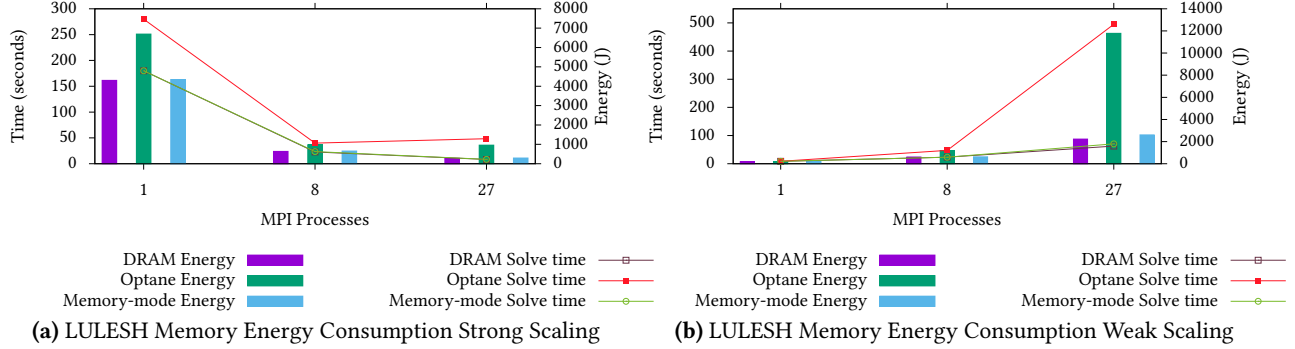 Time (seconds)
300
250
200
150
100
50
0
8000
7000
6000
5000
4000
3000
2000
1000
0
Energy (J)
1
8
27
MPI Processes
DRAM Energy
Optane Energy
Memory-mode Energy
DRAM Solve time
Optane Solve time
Memory-mode Solve time
(a) LULESH Memory Energy Consumption Strong Scaling
Time (seconds)
500
400
300
200
100
0
14000
12000
10000
8000
6000
4000
2000
0
Energy (J)
1
8
27
MPI Processes
DRAM Energy
Optane Energy
Memory-mode Energy
DRAM Solve time
Optane Solve time
Memory-mode Solve time
(b) LULESH Memory Energy Consumption Weak Scaling